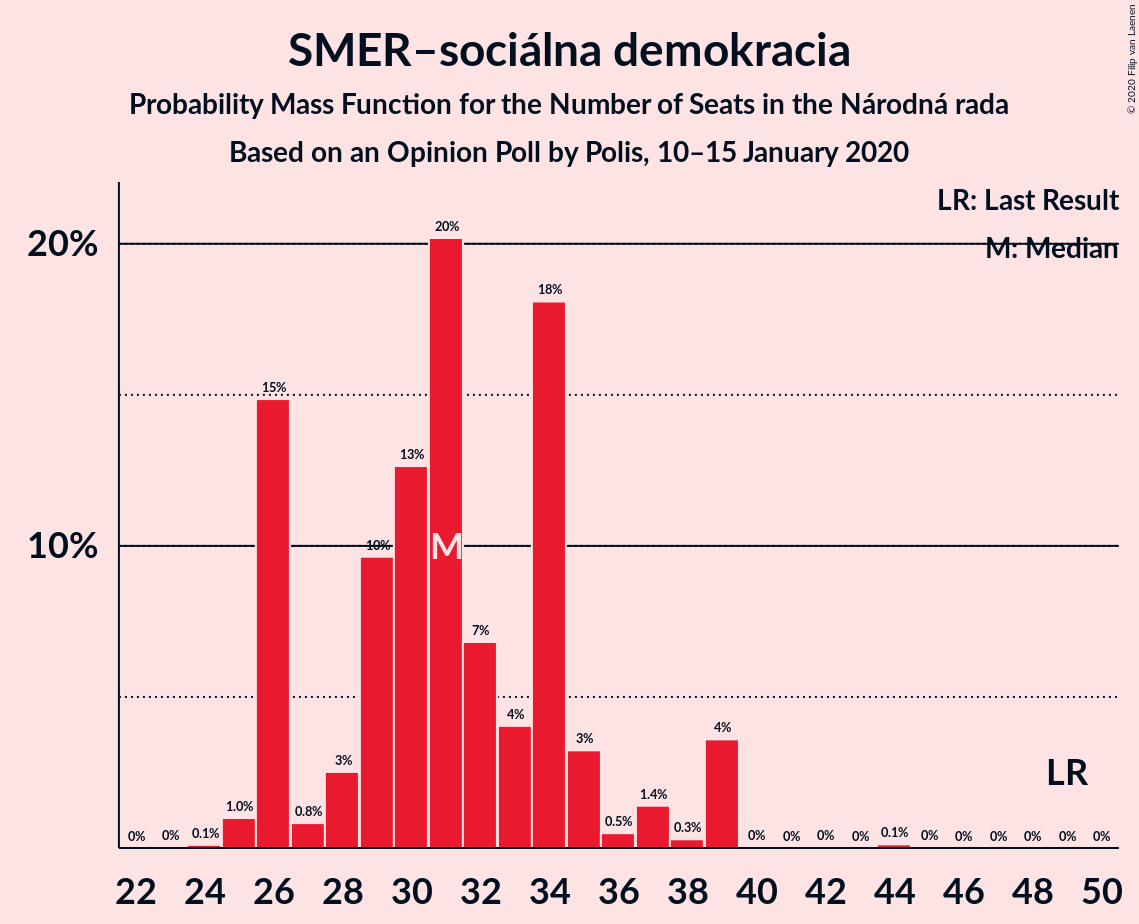 SMER–sociálna demokracia
Probability Mass Function for the Number of Seats in the Národná rada
Based on an Opinion Poll by Polis, 10–15 January 2020
© 2020 Filip van Laenen
LR: Last Result
M: Median
20%
10%
0% 0% 0.1% 1.0% 15% 0.8% 3% 10% 13% 20% 7% 4% 18% 3% 0.5% 1.4% 0.3% 4% 0% 0% 0% 0% 0.1% 0% 0% 0% 0% 0% 0%
M
LR
22 24 26 28 30 32 34 36 38 40 42 44 46 48 50